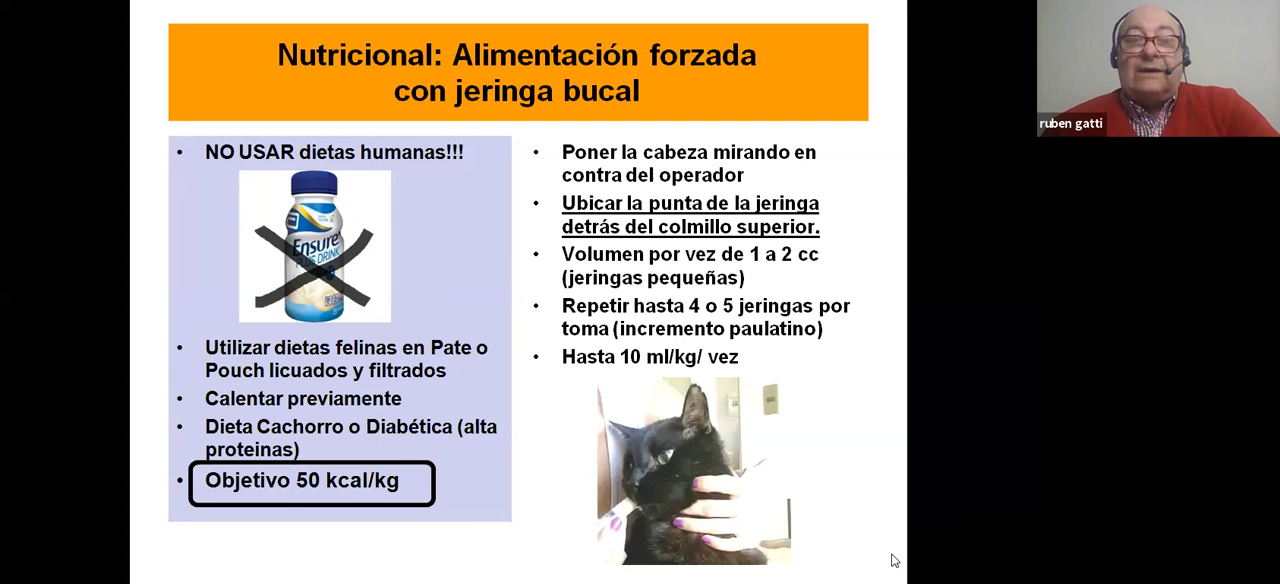 Nutricional: Alimentación forzada
con jeringa bucal
ruben gatti
NO USAR dietas humanas!!!
Ensure
PLUS DRINK
Utilizar dietas felinas en Pate o
Pouch licuados y filtrados
Calentar previamente
Dieta Cachorro o Diabética (alta
proteinas)
Objetivo 50 kcal/kg
Poner la cabeza mirando en
contra del operador
Ubicar la punta de la jeringa
detrás del colmillo superior.
Volumen por vez de 1 a 2 cc
(jeringas pequeñas)
Repetir hasta 4 o 5 jeringas por
toma (incremento paulatino)
Hasta 10 ml/kg/ vez